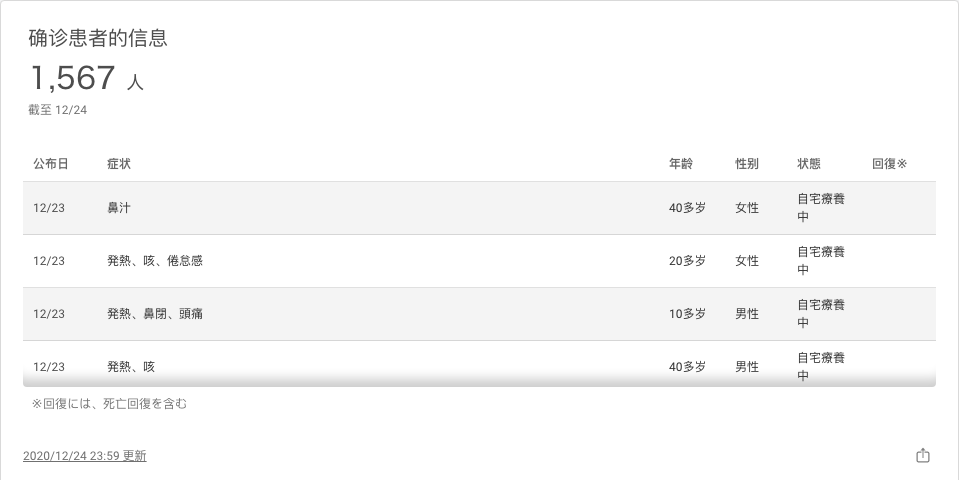 确诊患者的信息
1,567 人
截至 12/24
公布日 症状 年龄 性别 状態 回復※
12/23 鼻汁 40多岁 女性 自宅療養
中
12/23 発熱、咳、倦怠感 20多岁 女性 自宅療養
中
12/23 発熱、鼻閉、頭痛 10多岁 男性 自宅療養
中
12/23 発熱、咳 40多岁 男性 自宅療養
中
※回復には、死亡回復を含む
2020/12/24 23:59 更新